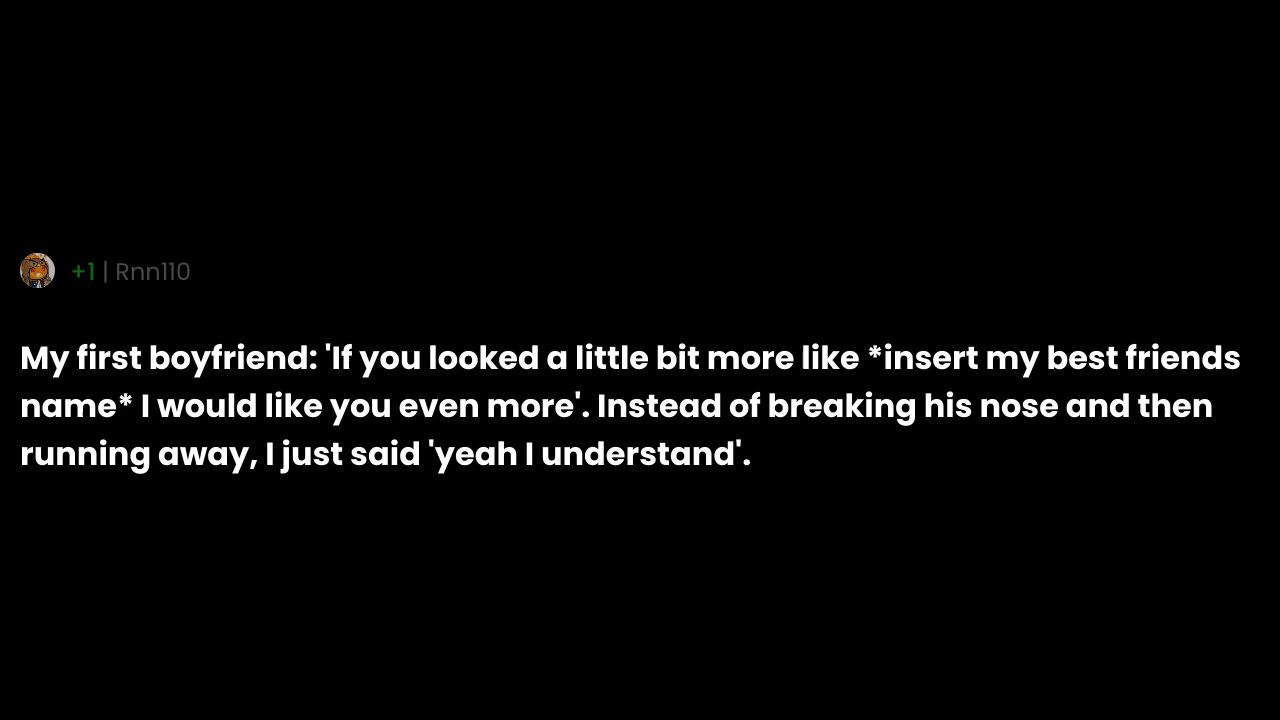 +1 | Rnn110
My first boyfriend: 'If you looked a little bit more like *insert my best friends
name* I would like you even more'. Instead of breaking his nose and then
running away, I just said 'yeah I understand'.